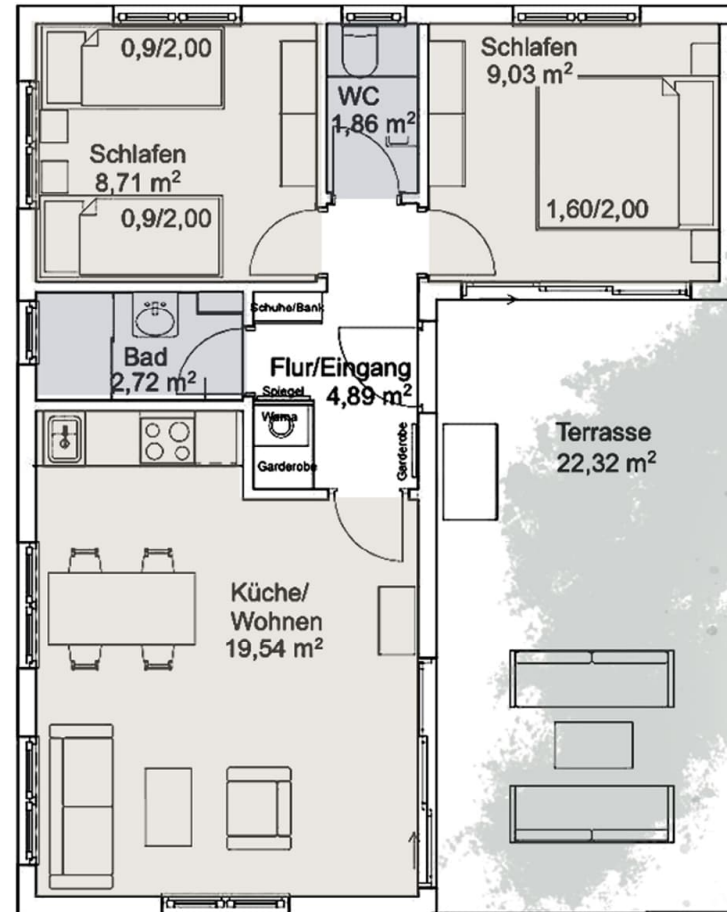 0,9/2,00
Schlafen
8,71 m²
0,9/2,00
WC
1,86 m²
Schlafen
9,03 m²
1,60/2,00
Schuhe/Bank
Bad
2,72 m²
Flur/Eingang
4,89 m²
Spiegel
Wama
Garderobe
Garderobe
Terrasse
22,32 m²
Küche/
Wohnen
19,54 m²